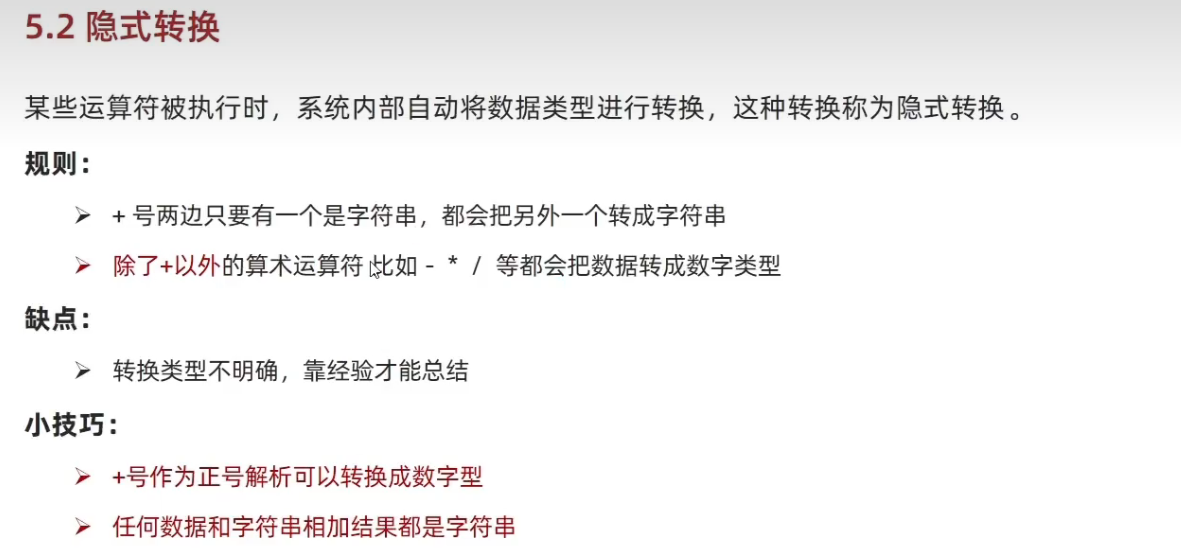 5.2 隐式转换
某些运算符被执行时，系统内部自动将数据类型进行转换，这种转换称为隐式转换。
规则：
➢ + 号两边只要有一个是字符串，都会把另外一个转成字符串
➢ 除了+以外的算术运算符 比如 - * / 等都会把数据转成数字类型
缺点：
➢ 转换类型不明确，靠经验才能总结
小技巧：
➢ +号作为正号解析可以转换成数字型
➢ 任何数据和字符串相加结果都是字符串